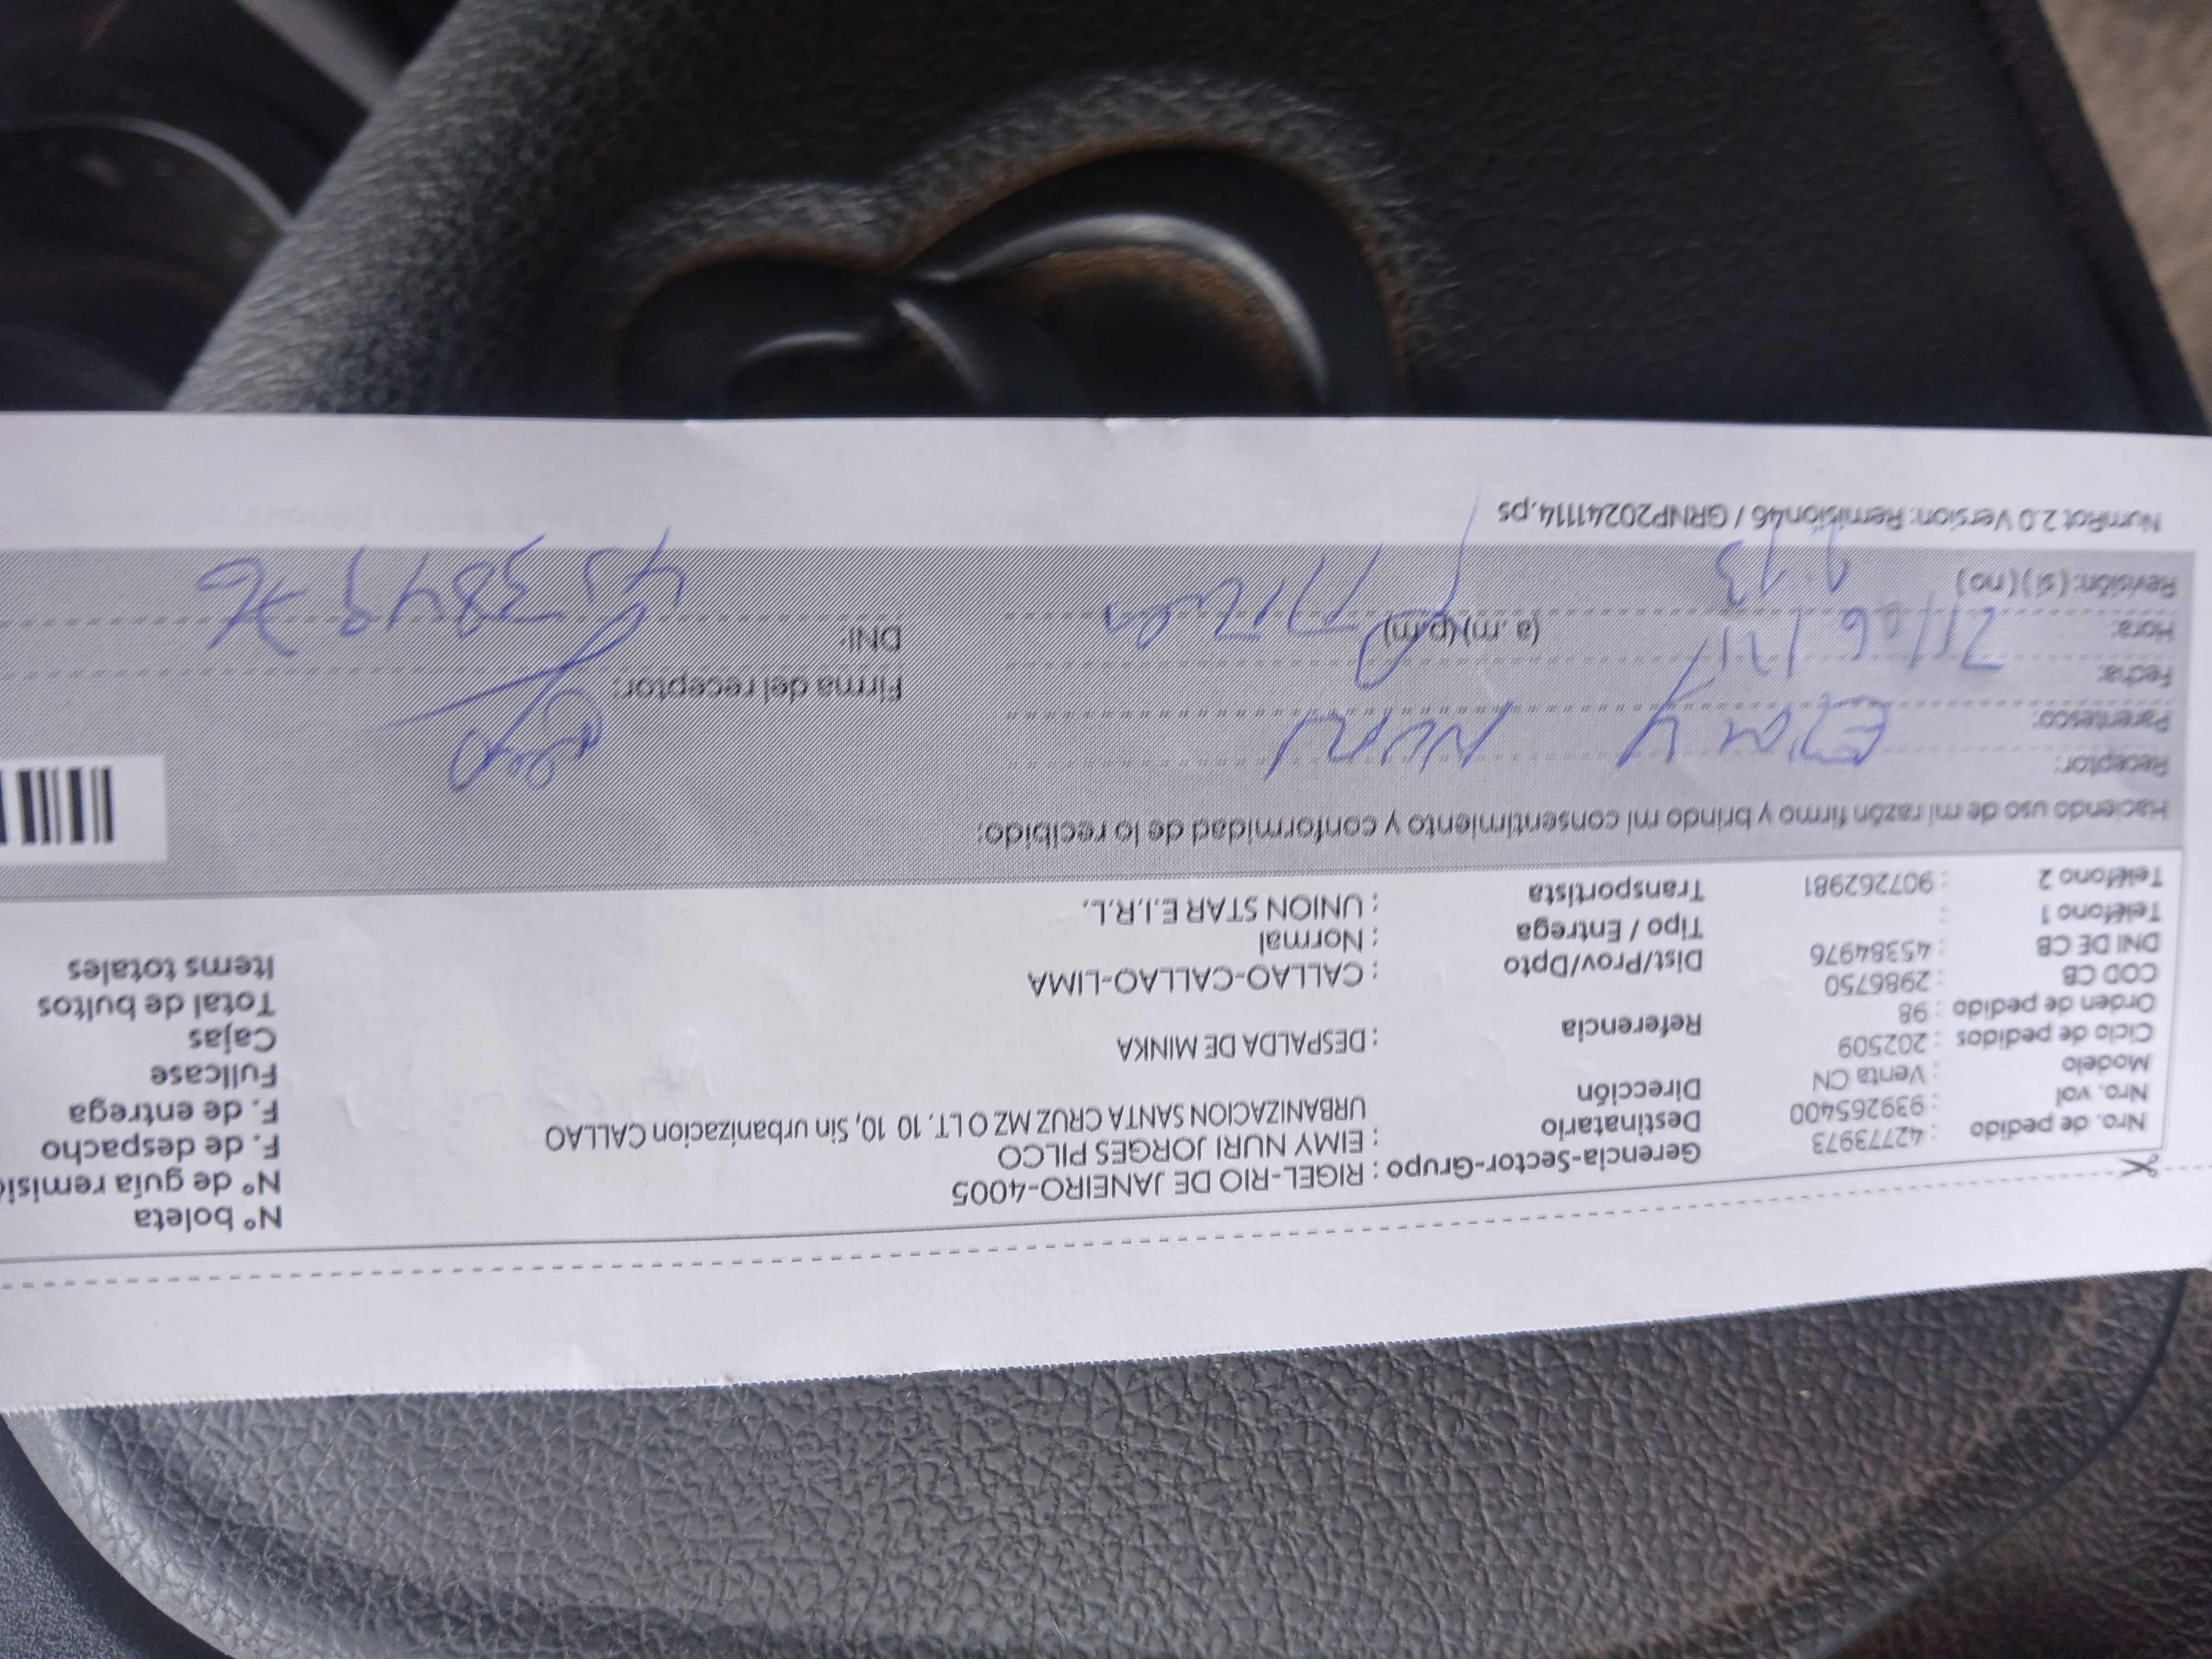 Gerencia-Sector-Grupo : RIGEL-RIO DE JANEIRO-4005
Nro. de pedido : 42773973
Destinatario : EIMY NURI JORGES PILCO
Nro. vol : 939265400
Dirección URBANIZACION SANTA CRUZ MZ O LT. 10 10, Sin urbanizacion CALLAO
Modelo : Venta CN
Ciclo de pedidos : 202509
Referencia : DESPALDA DE MINKA
Orden de pedido : 98
COD CB : 2986750
Dist/Prov/Dpto : CALLAO-CALLAO-LIMA
DNI DE CB : 45384976
Tipo / Entrega : Normal
Teléfono 1 :
Transportista : UNION STAR E.I.R.L.
Teléfono 2 : 907262981
N° boleta
N° de guía remisi
F. de despacho
F. de entrega
Fullcase
Cajas
Total de bultos
Items totales
Haciendo uso de mi razón firmo y brindo mi consentimiento y conformidad de lo recibido:
Receptor:
Parentesco: Eimy Nuri
Fecha:
Firma del receptor:
Hora: (a.m) (p.m) Titular
DNI: 45384976
Revisión: (si) (no)
NumRot 2.0 Version: Remision46 / GRNP20241114.ps